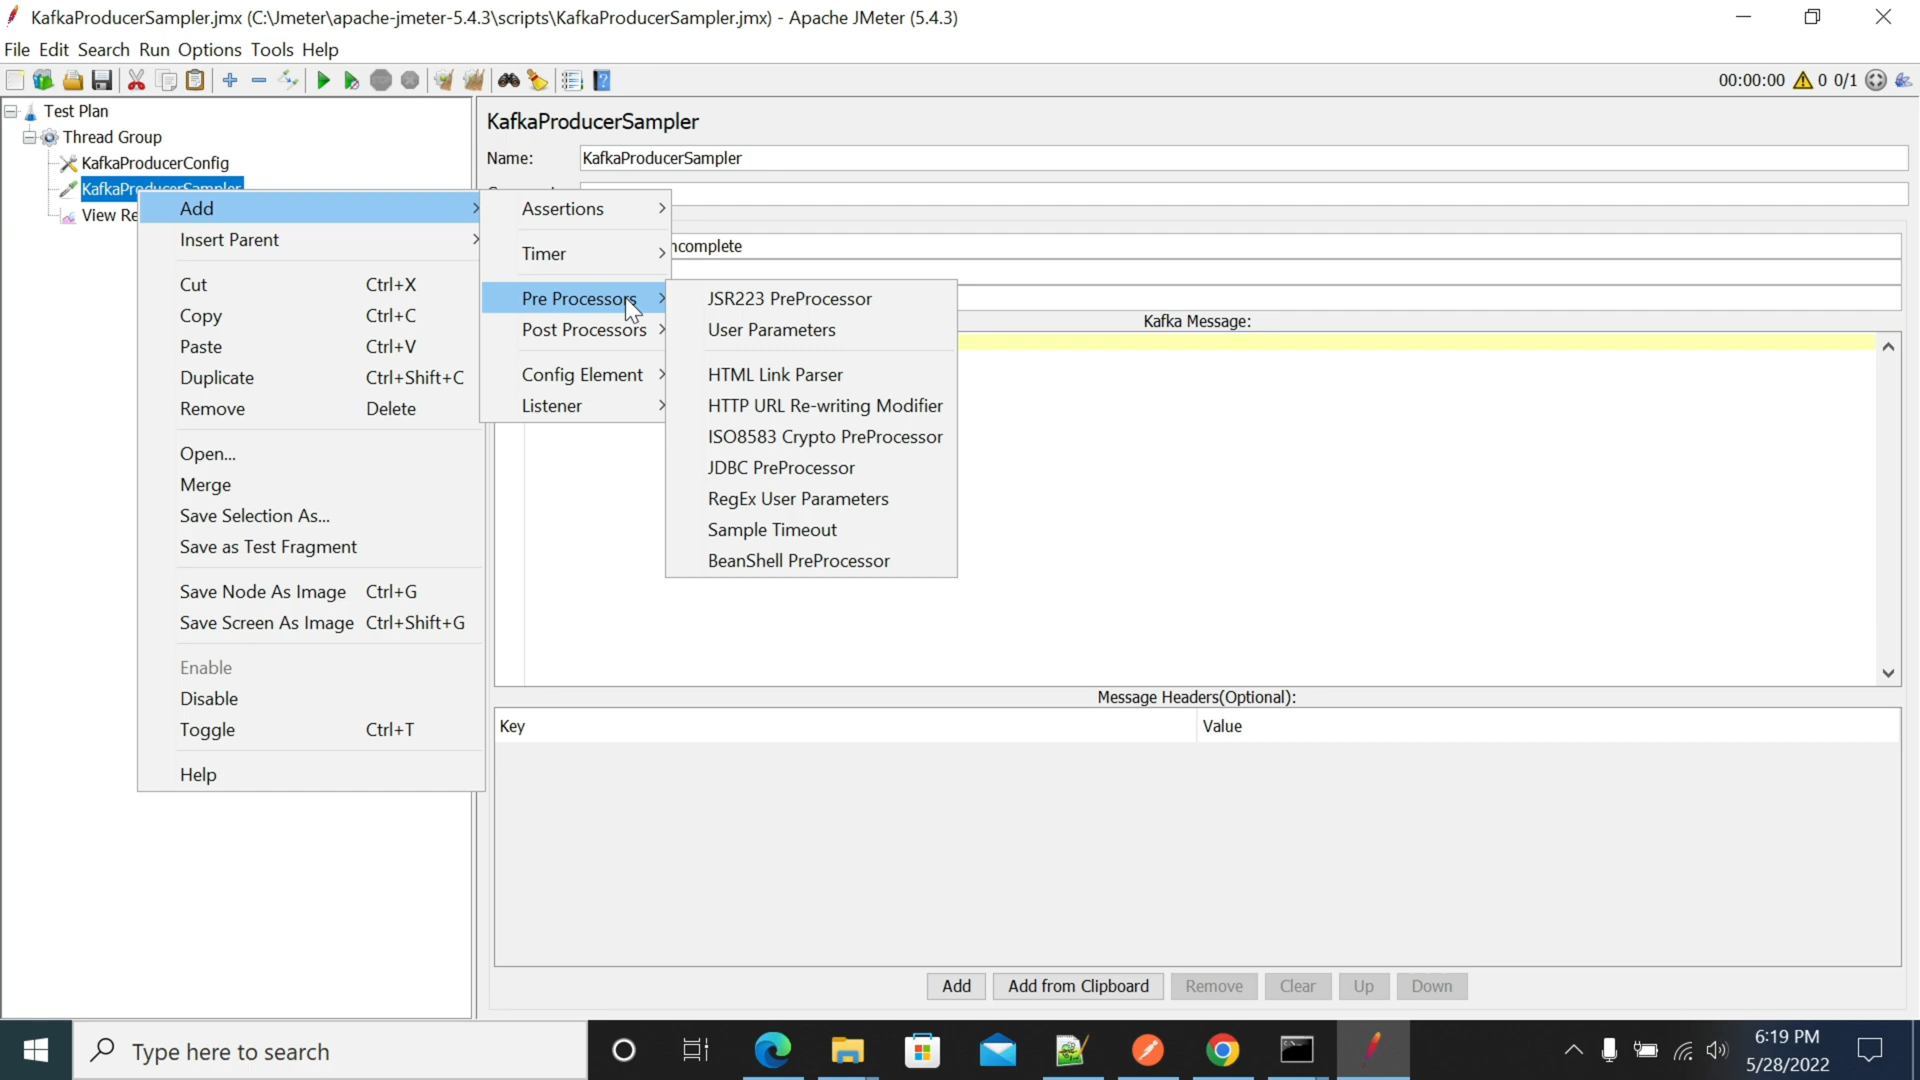 KafkaProducerSampler.jmx (C:\Jmeter\apache-jmeter-5.4.3\scripts\KafkaProducerSampler.jmx) - Apache JMeter (5.4.3)
File Edit Search Run Options Tools Help
00:00:00 0 0/1
Test Plan
Thread Group
KafkaProducerConfig
KafkaProducerSampler
View Re
Add
Insert Parent
Cut Ctrl+X
Copy Ctrl+C
Paste Ctrl+V
Duplicate Ctrl+Shift+C
Remove Delete
Open...
Merge
Save Selection As...
Save as Test Fragment
Save Node As Image Ctrl+G
Save Screen As Image Ctrl+Shift+G
Enable
Disable
Toggle Ctrl+T
Help
Assertions
Timer
Pre Processors
Post Processors
Config Element
Listener
JSR223 PreProcessor
User Parameters
HTML Link Parser
HTTP URL Re-writing Modifier
ISO8583 Crypto PreProcessor
JDBC PreProcessor
RegEx User Parameters
Sample Timeout
BeanShell PreProcessor
KafkaProducerSampler
Name: KafkaProducerSampler
ncomplete
Kafka Message:
Message Headers(Optional):
Key Value
Add Add from Clipboard Remove Clear Up Down
Type here to search
6:19 PM
5/28/2022